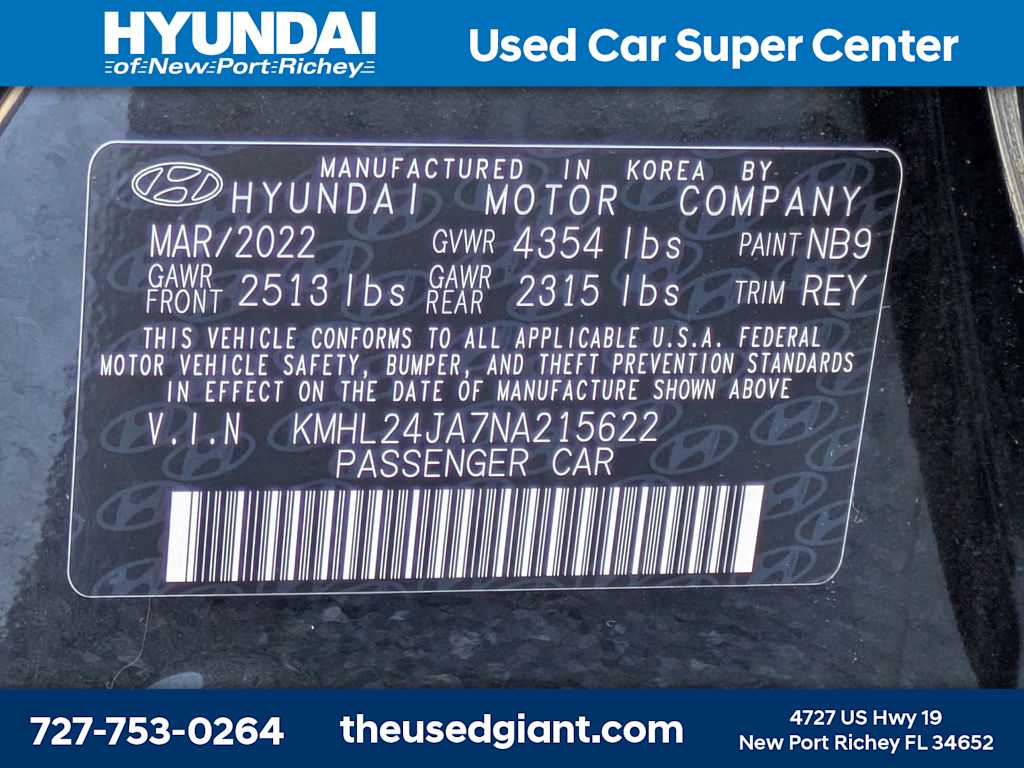 HYUNDAI
of New Port Richey
Used Car Super Center
MANUFACTURED IN KOREA BY
HYUNDAI MOTOR COMPANY
MAR/2022 GVWR 4354 lbs PAINT NB9
GAWR FRONT 2513 lbs GAWR REAR 2315 lbs TRIM REY
THIS VEHICLE CONFORMS TO ALL APPLICABLE U.S.A. FEDERAL
MOTOR VEHICLE SAFETY, BUMPER, AND THEFT PREVENTION STANDARDS
IN EFFECT ON THE DATE OF MANUFACTURE SHOWN ABOVE
V.I.N KMHL24JA7NA215622
PASSENGER CAR
727-753-0264
theusedgiant.com
4727 US Hwy 19
New Port Richey FL 34652